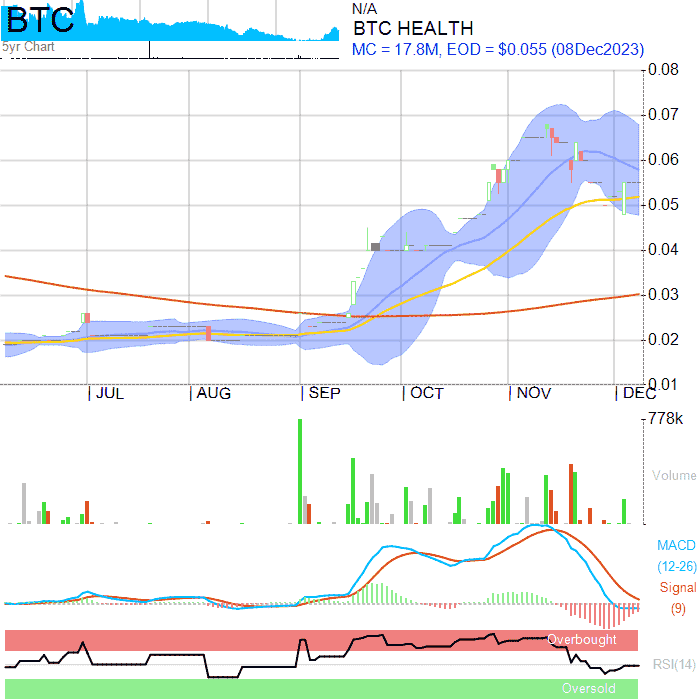 BTC
5yr Chart
N/A
BTC HEALTH
MC = 17.8M, EOD = $0.055 (08Dec2023)
0.08
0.07
0.06
0.05
0.04
0.03
0.02
0.01
JUL AUG SEP OCT NOV DEC
778k
Volume
MACD
(12-26)
Signal
(9)
Overbought
RSI(14)
Oversold